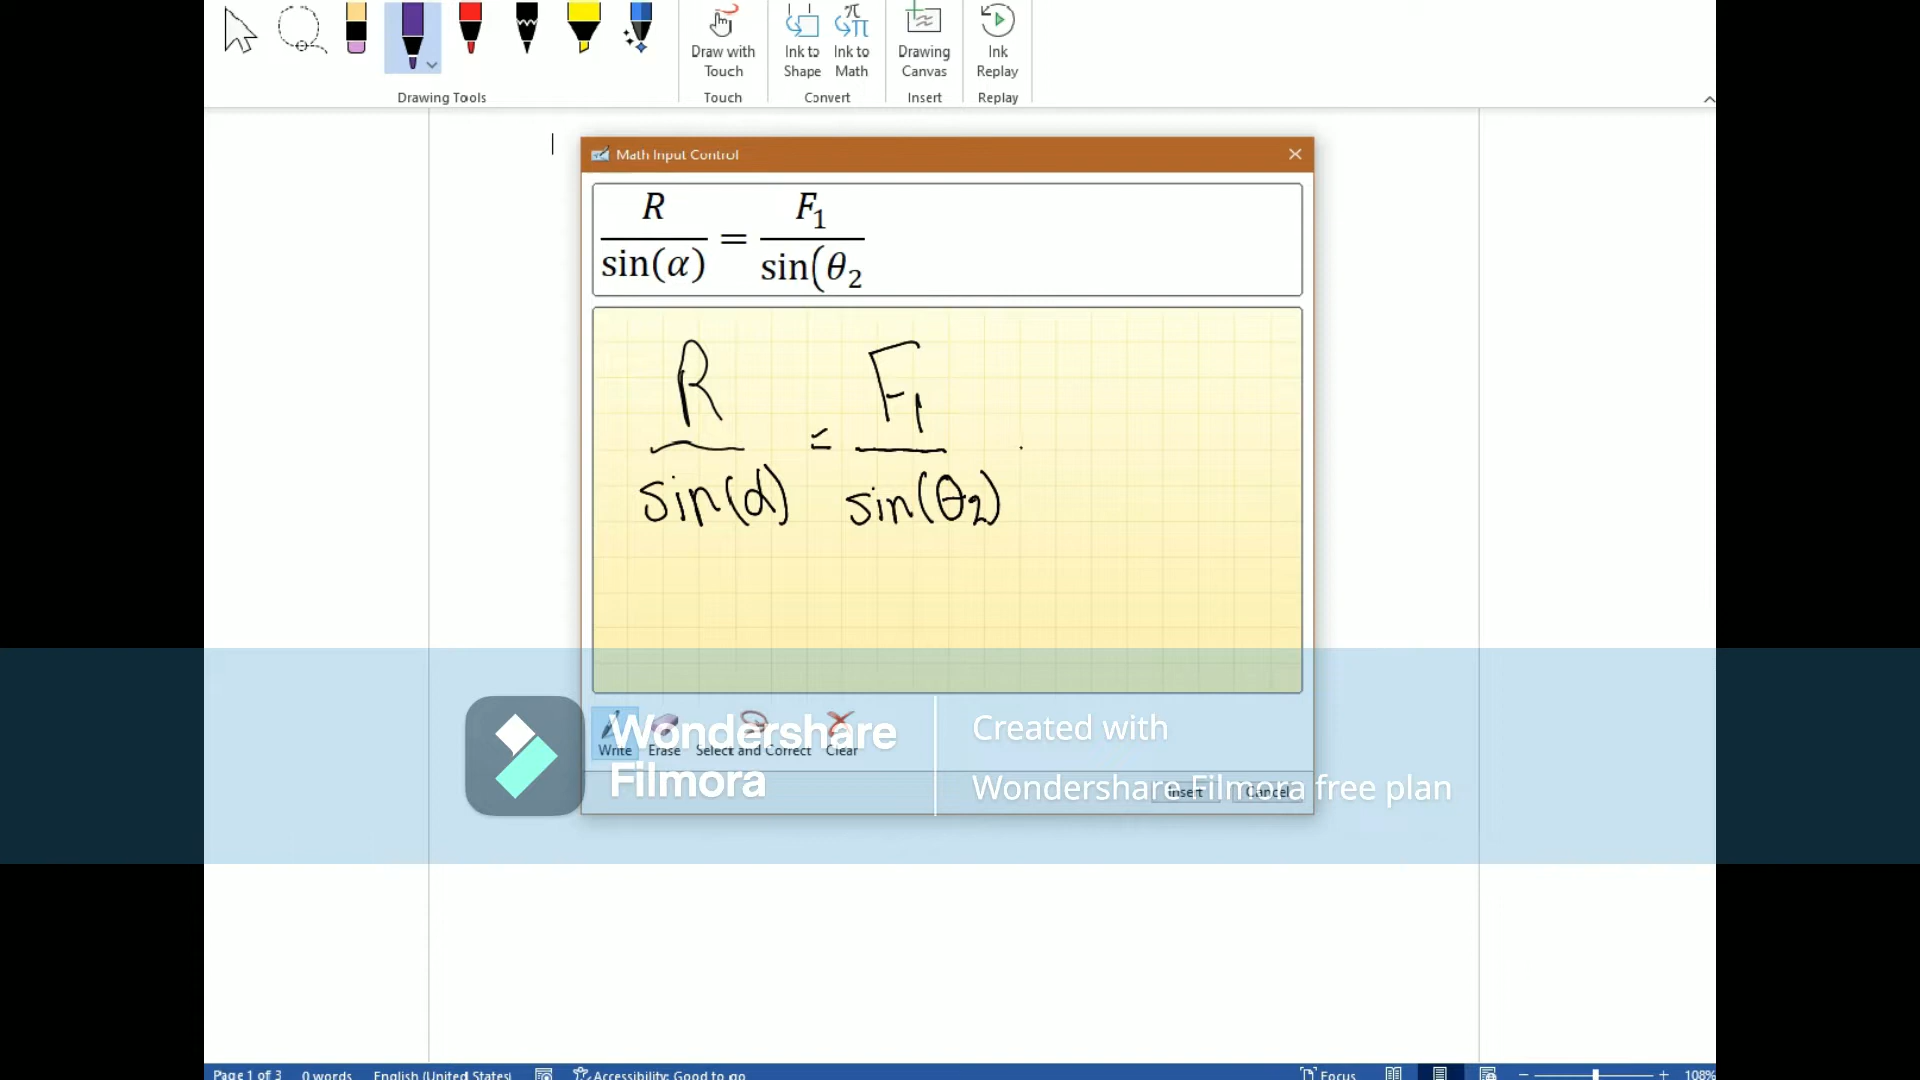 Draw with Touch
Ink to Shape
Ink to Math
Drawing Canvas
Ink Replay
Drawing Tools
Touch
Convert
Insert
Replay
Math Input Control
R/sin(α) = F₁/sin(θ₂
R/sin(α) = F₁/sin(θ₂)
Write Erase Select and Correct Clear
Insert Cancel
Wondershare
Filmora
Created with
Wondershare Filmora free plan
Page 1 of 3 0 words English (United States) Accessibility: Good to go Focus 108%